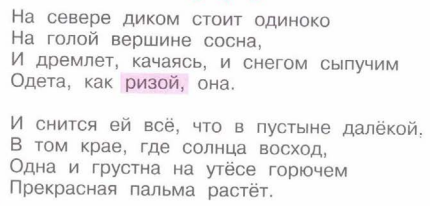 На севере диком стоит одиноко
На голой вершине сосна,
И дремлет, качаясь, и снегом сыпучим
Одета, как ризой, она.
И снится ей всё, что в пустыне далёкой,
В том крае, где солнца восход,
Одна и грустна на утёсе горючем
Прекрасная пальма растёт.